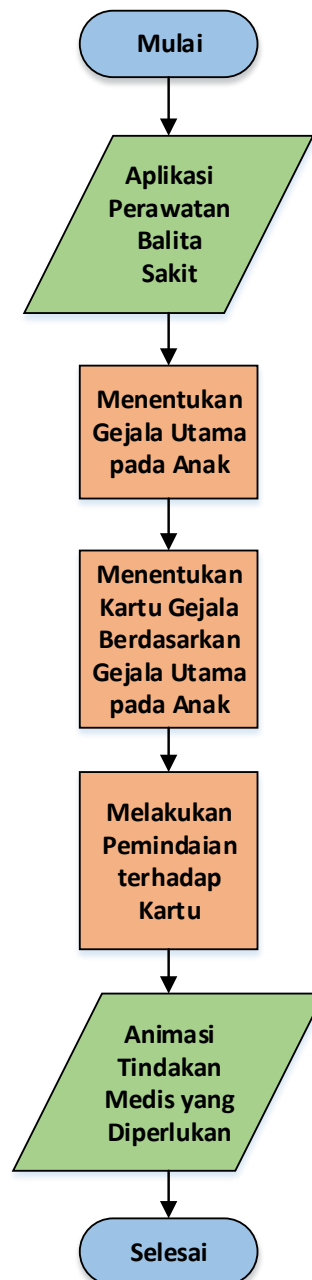 Mulai
Aplikasi
Perawatan
Balita
Sakit
Menentukan
Gejala Utama
pada Anak
Menentukan
Kartu Gejala
Berdasarkan
Gejala Utama
pada Anak
Melakukan
Pemindaian
terhadap
Kartu
Animasi
Tindakan
Medis yang
Diperlukan
Selesai